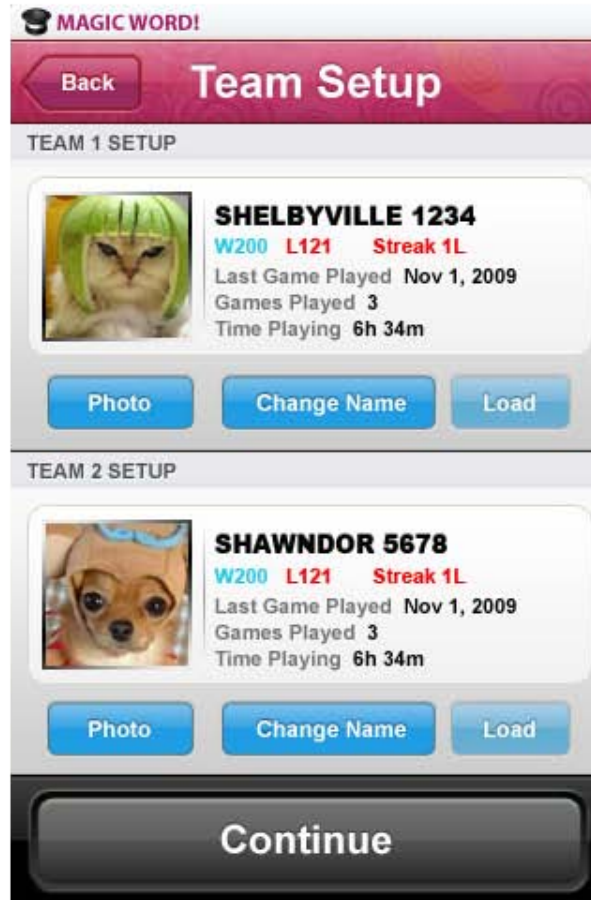 MAGIC WORD!
Back
Team Setup
TEAM 1 SETUP
SHELBYVILLE 1234
W200 L121 Streak 1L
Last Game Played Nov 1, 2009
Games Played 3
Time Playing 6h 34m
Photo
Change Name
Load
TEAM 2 SETUP
SHAWNDOR 5678
W200 L121 Streak 1L
Last Game Played Nov 1, 2009
Games Played 3
Time Playing 6h 34m
Photo
Change Name
Load
Continue